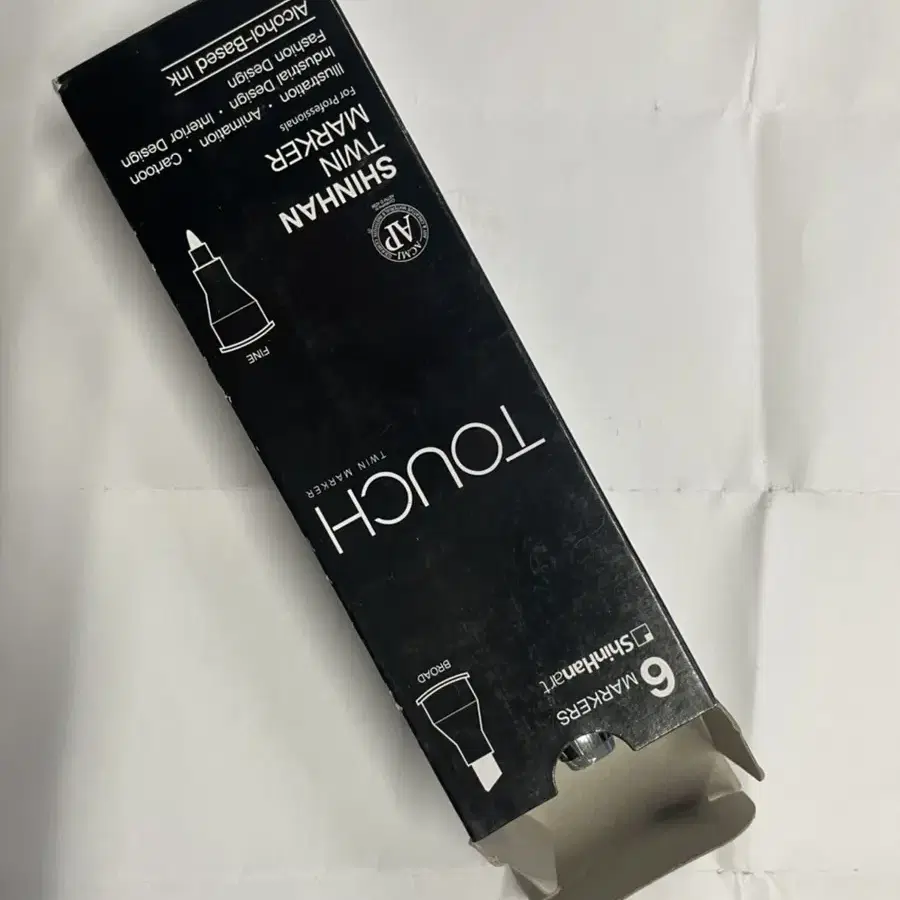 6 MARKERS
ShinHanart
BROAD
TOUCH
TWIN MARKER
FINE
AP
ACMI
SHINHAN
TWIN
MARKER
For Professionals
Illustration · Animation · Cartoon
Industrial Design · Interior Design
Fashion Design
Alcohol-Based Ink